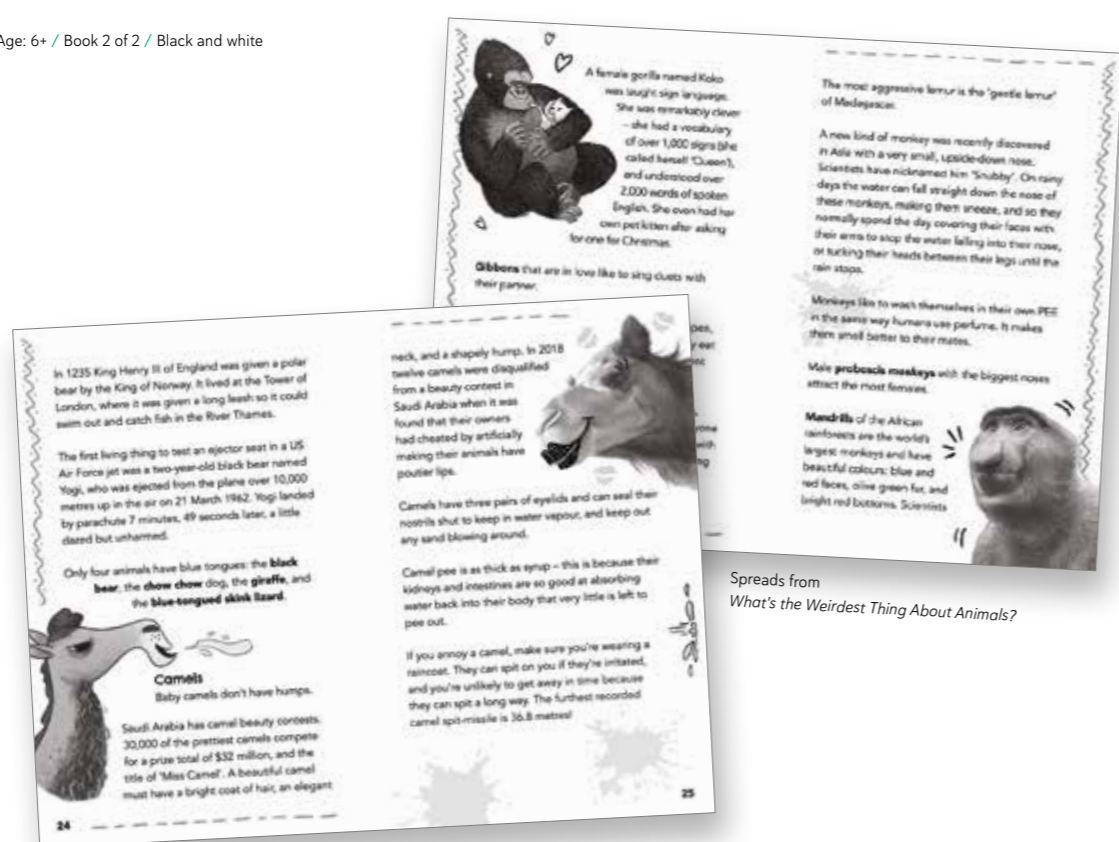 Age: 6+ / Book 2 of 2 / Black and white
A female gorilla named Koko
was taught sign language.
She was remarkably clever
– she had a vocabulary
of over 1,000 signs (she
called herself 'Queen'),
and understood over
2,000 words of spoken
English. She even had her
own pet kitten after asking
for one for Christmas.
Gibbons that are in love like to sing duets with
their partner.
The most aggressive lemur is the 'gentle lemur'
of Madagascar.
A new kind of monkey was recently discovered
in Asia with a very small, upside-down nose.
Scientists have nicknamed him 'Snubby'. On rainy
days the water can fall straight down the nose of
these monkeys, making them sneeze, and so they
normally spend the day covering their faces with
their arms to stop the water falling into their nose,
or tucking their heads between their legs until the
rain stops.
Monkeys like to wash themselves in their own PEE
in the same way humans use perfume. It makes
them smell better to their mates.
Male proboscis monkeys with the biggest noses
attract the most females.
Mandrills of the African
rainforests are the world's
largest monkeys and have
beautiful colours: blue and
red faces, olive green fur, and
bright red bottoms. Scientists
In 1235 King Henry III of England was given a polar
bear by the King of Norway. It lived at the Tower of
London, where it was given a long leash so it could
swim out and catch fish in the River Thames.
The first living thing to test an ejector seat in a US
Air Force jet was a two-year-old black bear named
Yogi, who was ejected from the plane over 10,000
metres up in the air on 21 March 1962. Yogi landed
by parachute 7 minutes, 49 seconds later, a little
dazed but unharmed.
Only four animals have blue tongues: the black
bear, the chow chow dog, the giraffe, and
the blue-tongued skink lizard.
Camels
Baby camels don't have humps.
Saudi Arabia has camel beauty contests.
30,000 of the prettiest camels compete
for a prize total of $32 million, and the
title of 'Miss Camel'. A beautiful camel
must have a bright coat of hair, an elegant
24
neck, and a shapely hump. In 2018
twelve camels were disqualified
from a beauty contest in
Saudi Arabia when it was
found that their owners
had cheated by artificially
making their animals have
poutier lips.
Camels have three pairs of eyelids and can seal their
nostrils shut to keep in water vapour, and keep out
any sand blowing around.
Camel pee is as thick as syrup – this is because their
kidneys and intestines are so good at absorbing
water back into their body that very little is left to
pee out.
If you annoy a camel, make sure you're wearing a
raincoat. They can spit on you if they're irritated,
and you're unlikely to get away in time because
they can spit a long way. The furthest recorded
camel spit-missile is 36.8 metres!
25
Spreads from
What's the Weirdest Thing About Animals?